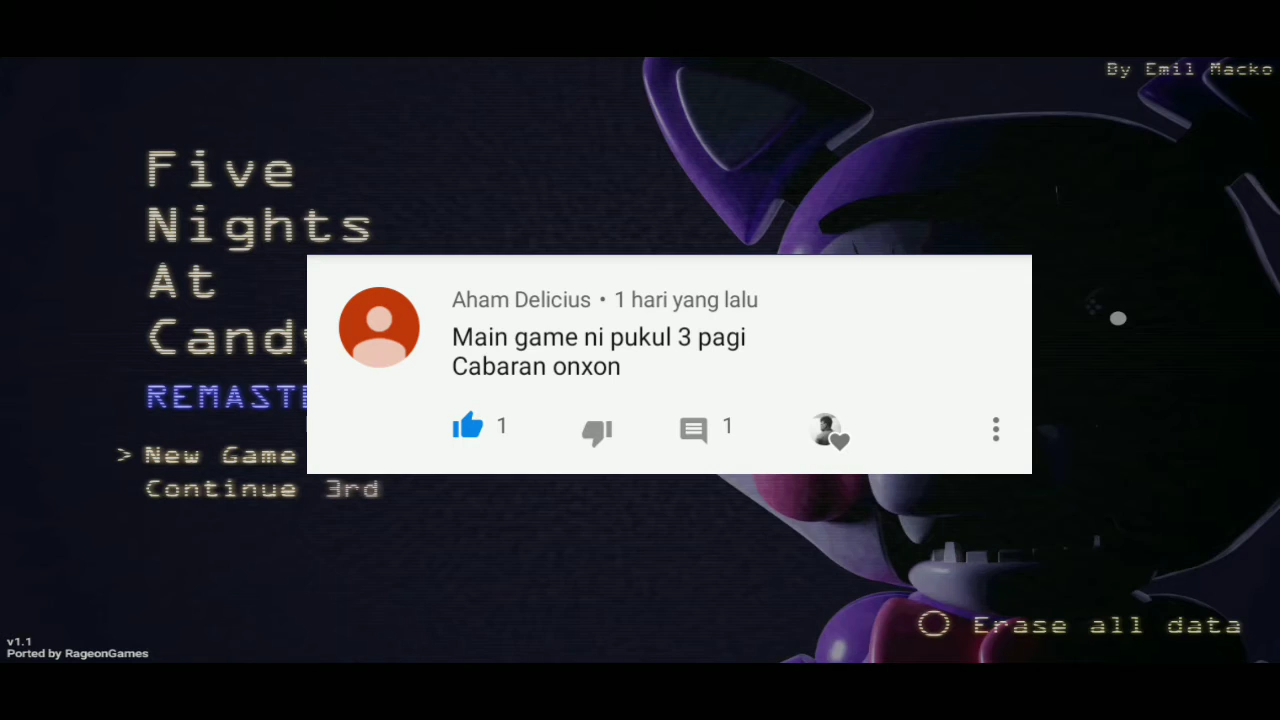 By Emil Macko
Five
Nights
At
Aham Delicius • 1 hari yang lalu
Main game ni pukul 3 pagi
Cabaran onxon
1
1
> New Game
Continue 3rd
Erase all data
v1.1
Ported by RageonGames